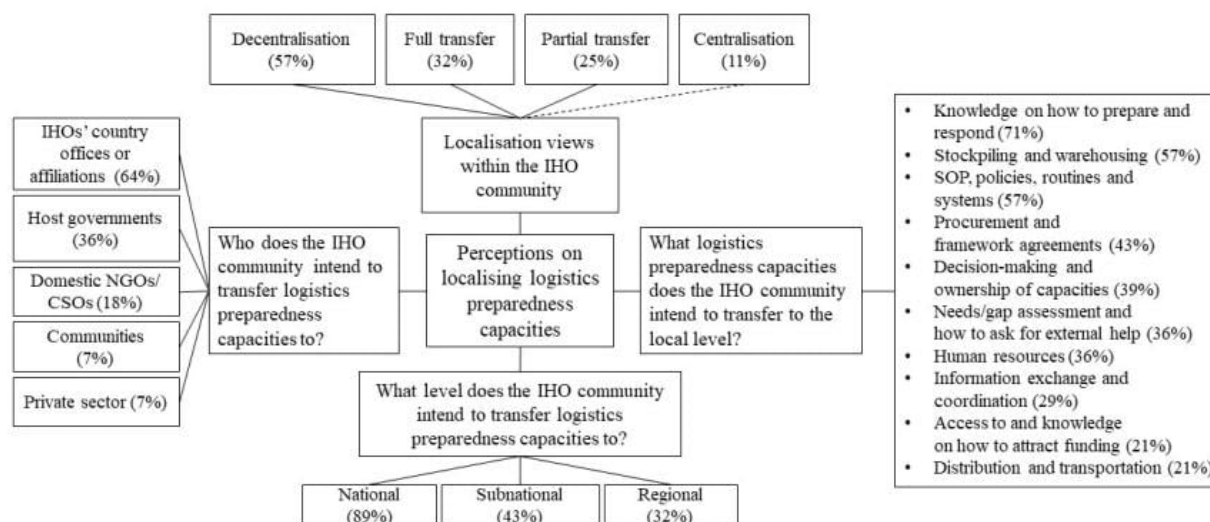 Decentralisation
(57%)
Full transfer
(32%)
Partial transfer
(25%)
Centralisation
(11%)
Localisation views
within the IHO
community
IHOs' country
offices or
affiliations (64%)
Host governments
(36%)
Domestic NGOs/
CSOs (18%)
Communities
(7%)
Private sector (7%)
Who does the IHO
community intend to
transfer logistics
preparedness
capacities to?
Perceptions on
localising logistics
preparedness
capacities
What logistics
preparedness capacities
does the IHO community
intend to transfer to the
local level?
• Knowledge on how to prepare and
respond (71%)
• Stockpiling and warehousing (57%)
• SOP, policies, routines and
systems (57%)
• Procurement and
framework agreements (43%)
• Decision-making and
ownership of capacities (39%)
• Needs/gap assessment and
how to ask for external help (36%)
• Human resources (36%)
• Information exchange and
coordination (29%)
• Access to and knowledge
on how to attract funding (21%)
• Distribution and transportation (21%)
What level does the IHO community
intend to transfer logistics
preparedness capacities to?
National
(89%)
Subnational
(43%)
Regional
(32%)